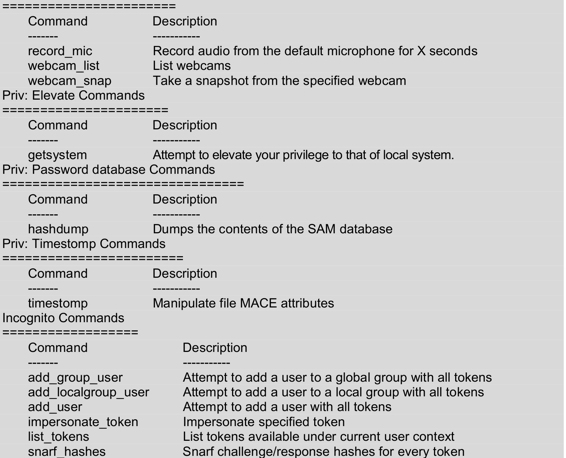 =======================
Command Description
------- -----------
record_mic Record audio from the default microphone for X seconds
webcam_list List webcams
webcam_snap Take a snapshot from the specified webcam
Priv: Elevate Commands
======================
Command Description
------- -----------
getsystem Attempt to elevate your privilege to that of local system.
Priv: Password database Commands
================================
Command Description
------- -----------
hashdump Dumps the contents of the SAM database
Priv: Timestomp Commands
========================
Command Description
------- -----------
timestomp Manipulate file MACE attributes
Incognito Commands
==================
Command Description
------- -----------
add_group_user Attempt to add a user to a global group with all tokens
add_localgroup_user Attempt to add a user to a local group with all tokens
add_user Attempt to add a user with all tokens
impersonate_token Impersonate specified token
list_tokens List tokens available under current user context
snarf_hashes Snarf challenge/response hashes for every token